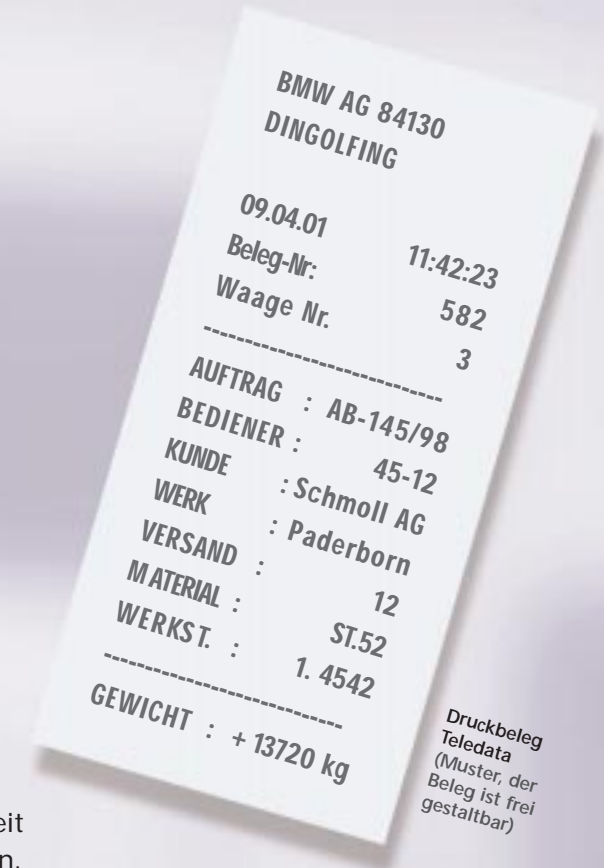 BMW AG 84130
DINGOLFING
09.04.01 11:42:23
Beleg-Nr: 582
Waage Nr. 3
----------------------------
AUFTRAG : AB-145/98
BEDIENER : 45-12
KUNDE : Schmoll AG
WERK : Paderborn
VERSAND : 12
MATERIAL : ST.52
WERKST. : 1. 4542
----------------------------
GEWICHT : + 13720 kg
Druckbeleg
Teledata
(Muster, der
Beleg ist frei
gestaltbar)